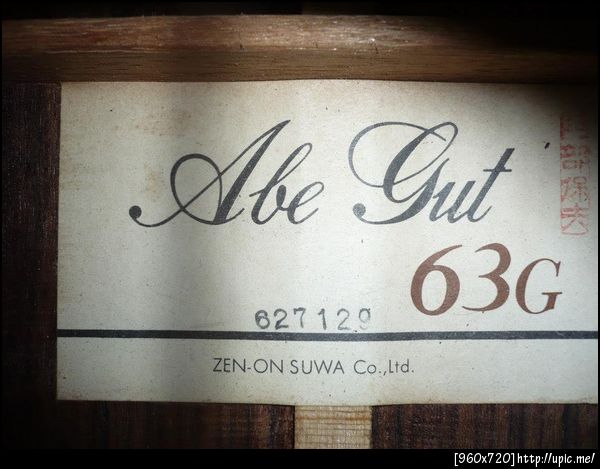 Abe Gut
63G
627129
ZEN-ON SUWA Co.,Ltd.
[960x720]http://upic.me/